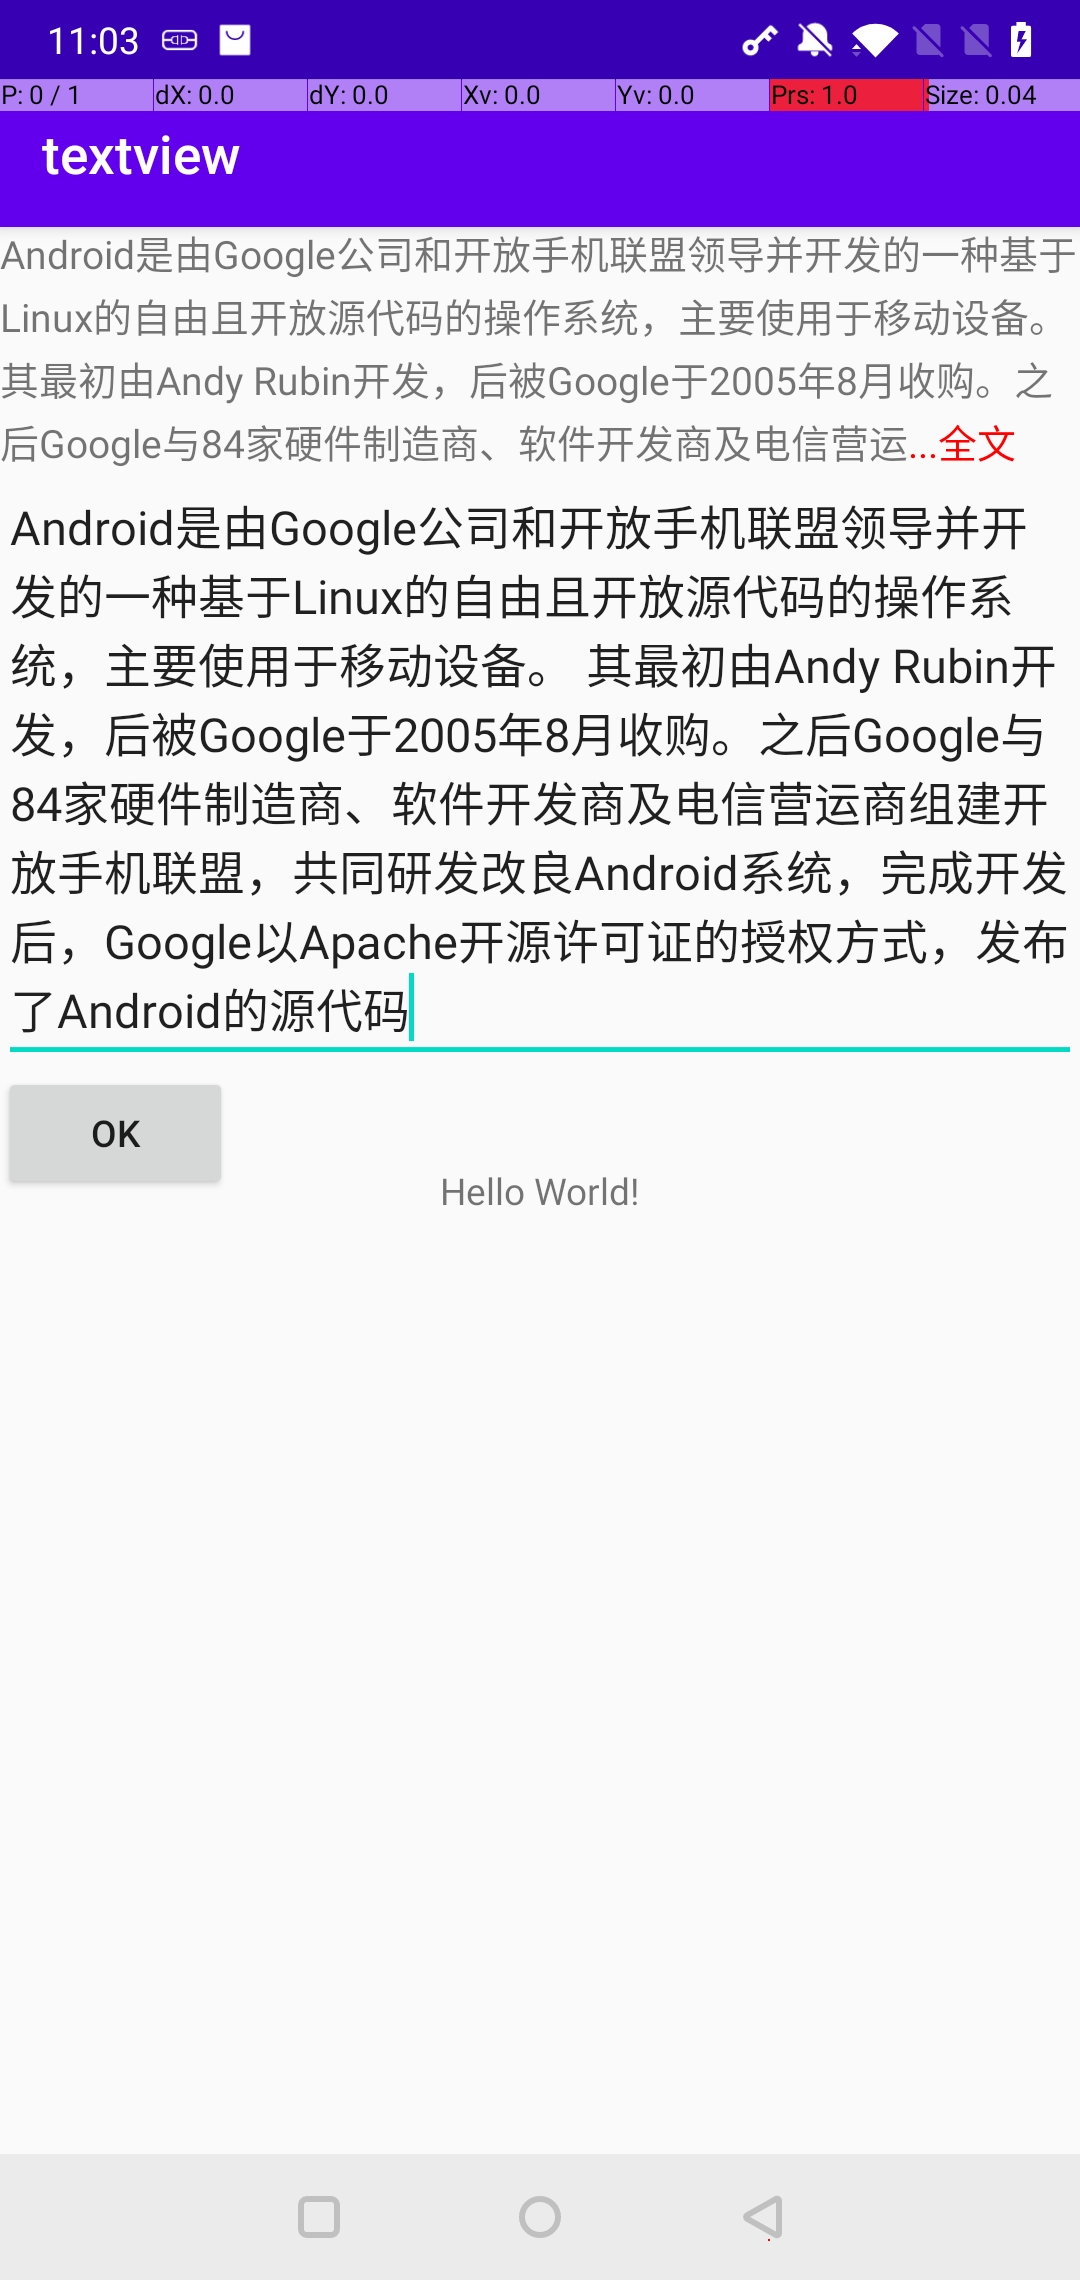 11:03
P: 0 / 1 dX: 0.0 dY: 0.0 Xv: 0.0 Yv: 0.0 Prs: 1.0 Size: 0.04
textview
Android是由Google公司和开放手机联盟领导并开发的一种基于
Linux的自由且开放源代码的操作系统，主要使用于移动设备。
其最初由Andy Rubin开发，后被Google于2005年8月收购。之
后Google与84家硬件制造商、软件开发商及电信营运...全文
Android是由Google公司和开放手机联盟领导并开
发的一种基于Linux的自由且开放源代码的操作系
统，主要使用于移动设备。 其最初由Andy Rubin开
发，后被Google于2005年8月收购。之后Google与
84家硬件制造商、软件开发商及电信营运商组建开
放手机联盟，共同研发改良Android系统，完成开发
后，Google以Apache开源许可证的授权方式，发布
了Android的源代码
OK
Hello World!